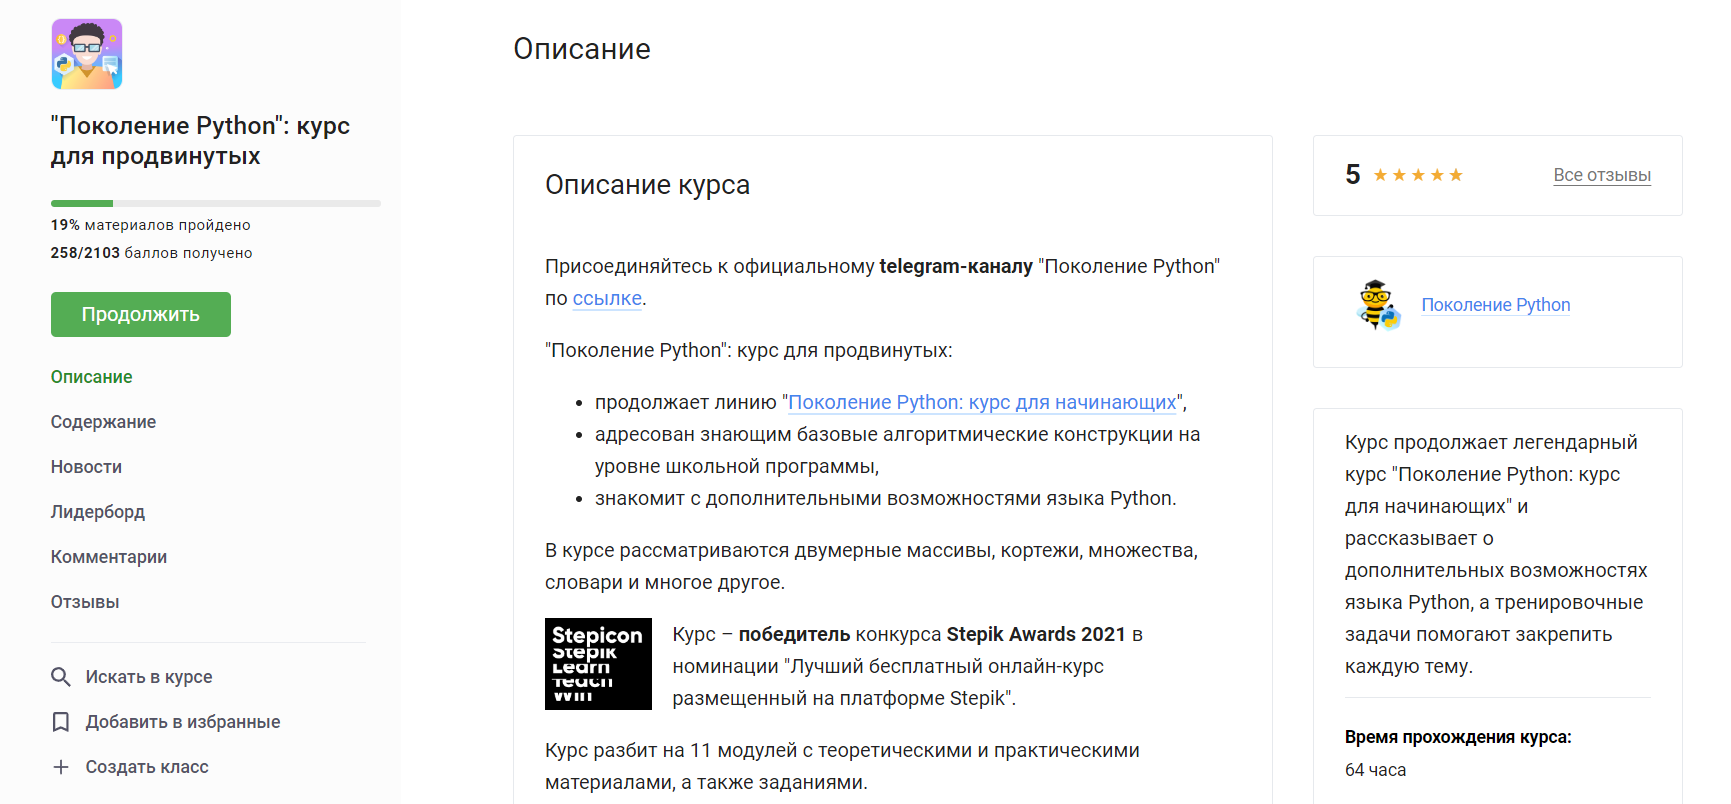 "Поколение Python": курс
для продвинутых
19% материалов пройдено
258/2103 баллов получено
Продолжить
Описание
Содержание
Новости
Лидерборд
Комментарии
Отзывы
Искать в курсе
Добавить в избранные
Создать класс
Описание
Описание курса
Присоединяйтесь к официальному telegram-каналу "Поколение Python"
по ссылке.
"Поколение Python": курс для продвинутых:
• продолжает линию "Поколение Python: курс для начинающих",
• адресован знающим базовые алгоритмические конструкции на
уровне школьной программы,
• знакомит с дополнительными возможностями языка Python.
В курсе рассматриваются двумерные массивы, кортежи, множества,
словари и многое другое.
Stepicon
Stepik
Learn
Teach
Win
Курс – победитель конкурса Stepik Awards 2021 в
номинации "Лучший бесплатный онлайн-курс
размещенный на платформе Stepik".
Курс разбит на 11 модулей с теоретическими и практическими
материалами, а также заданиями.
5
Все отзывы
Поколение Python
Курс продолжает легендарный
курс "Поколение Python: курс
для начинающих" и
рассказывает о
дополнительных возможностях
языка Python, а тренировочные
задачи помогают закрепить
каждую тему.
Время прохождения курса:
64 часа